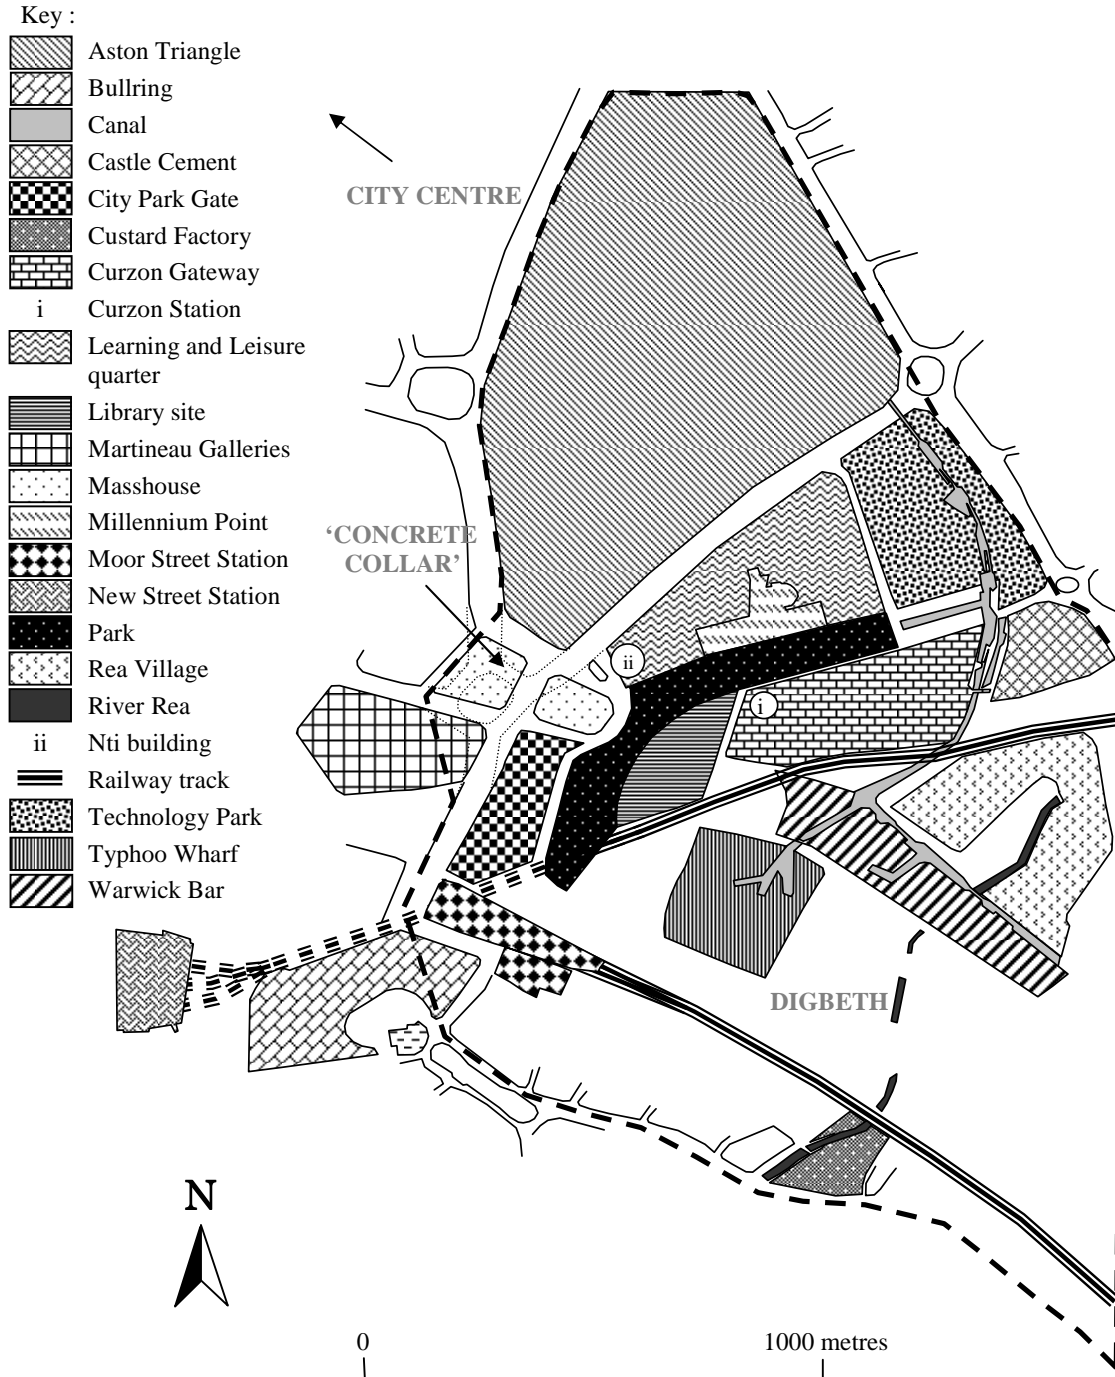 Key :
Aston Triangle
Bullring
Canal
Castle Cement
City Park Gate
Custard Factory
Curzon Gateway
i Curzon Station
Learning and Leisure
quarter
Library site
Martineau Galleries
Masshouse
Millennium Point
Moor Street Station
New Street Station
Park
Rea Village
River Rea
ii Nti building
Railway track
Technology Park
Typhoo Wharf
Warwick Bar
CITY CENTRE
‘CONCRETE
COLLAR’
ii
i
DIGBETH
N
0 1000 metres